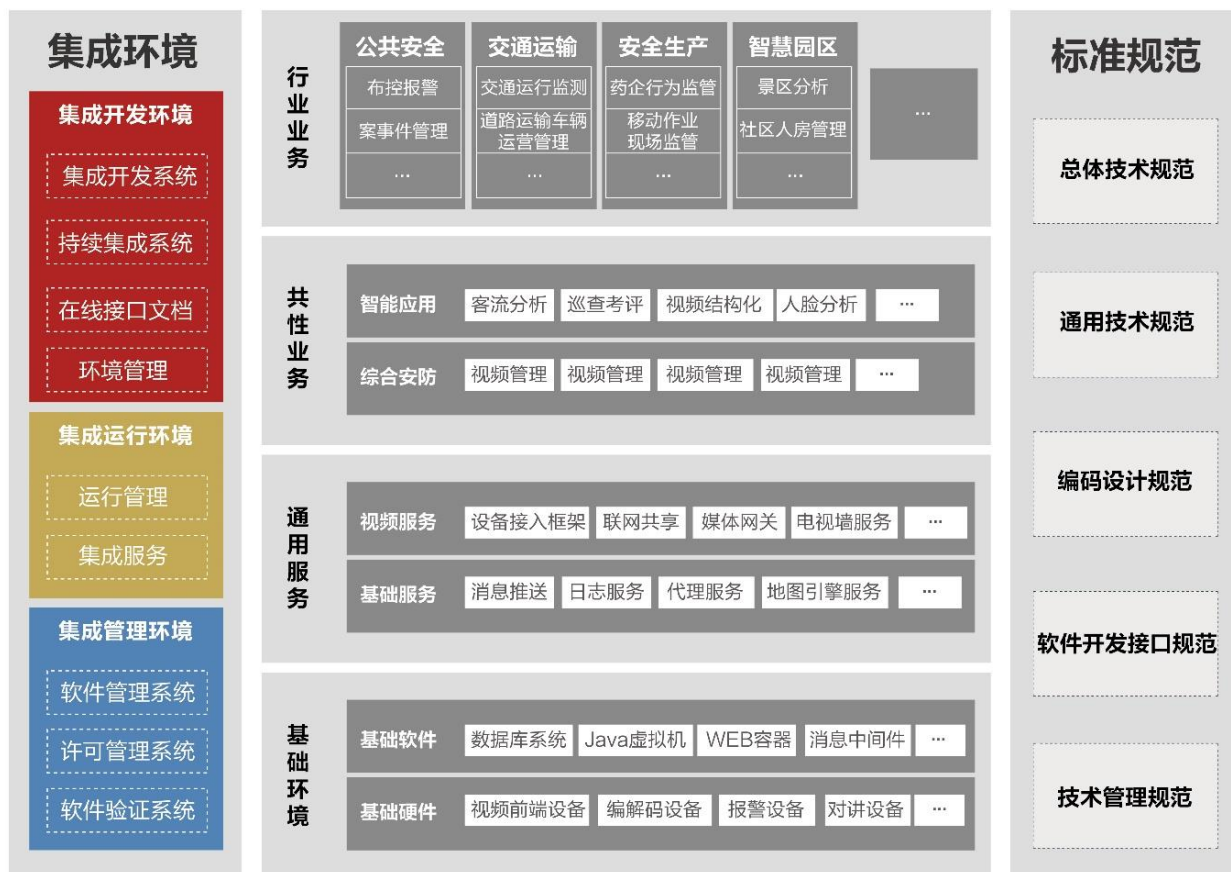 集成环境
集成开发环境
集成开发系统
持续集成系统
在线接口文档
环境管理
集成运行环境
运行管理
集成服务
集成管理环境
软件管理系统
许可管理系统
软件验证系统
行业业务
公共安全
布控报警
案事件管理
...
交通运输
交通运行监测
道路运输车辆
运营管理
...
安全生产
药企行为监管
移动作业
现场监管
...
智慧园区
景区分析
社区人房管理
...
...
共性业务
智能应用
客流分析
巡查考评
视频结构化
人脸分析
...
综合安防
视频管理
视频管理
视频管理
视频管理
...
通用服务
视频服务
设备接入框架
联网共享
媒体网关
电视墙服务
...
基础服务
消息推送
日志服务
代理服务
地图引擎服务
...
基础环境
基础软件
数据库系统
Java虚拟机
WEB容器
消息中间件
...
基础硬件
视频前端设备
编解码设备
报警设备
对讲设备
...
标准规范
总体技术规范
通用技术规范
编码设计规范
软件开发接口规范
技术管理规范